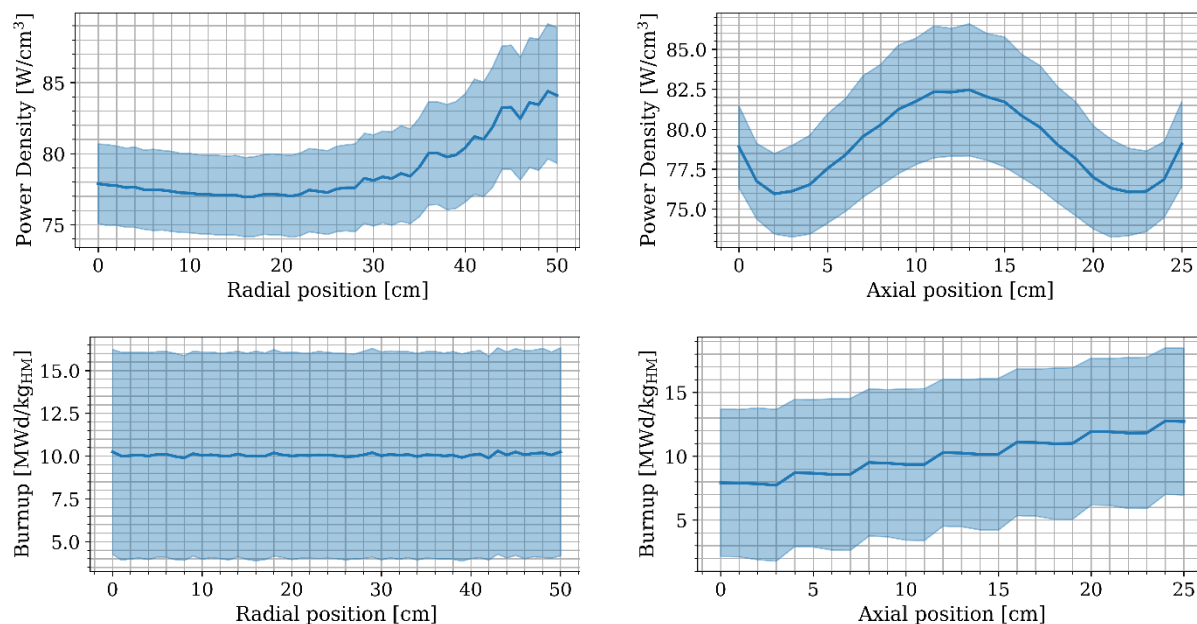 Power Density [W/cm³]
85
80
75
0 10 20 30 40 50
Radial position [cm]
Power Density [W/cm³]
85.0
82.5
80.0
77.5
75.0
0 5 10 15 20 25
Axial position [cm]
Burnup [MWd/kg_HM]
15.0
12.5
10.0
7.5
5.0
0 10 20 30 40 50
Radial position [cm]
Burnup [MWd/kg_HM]
15
10
5
0 5 10 15 20 25
Axial position [cm]